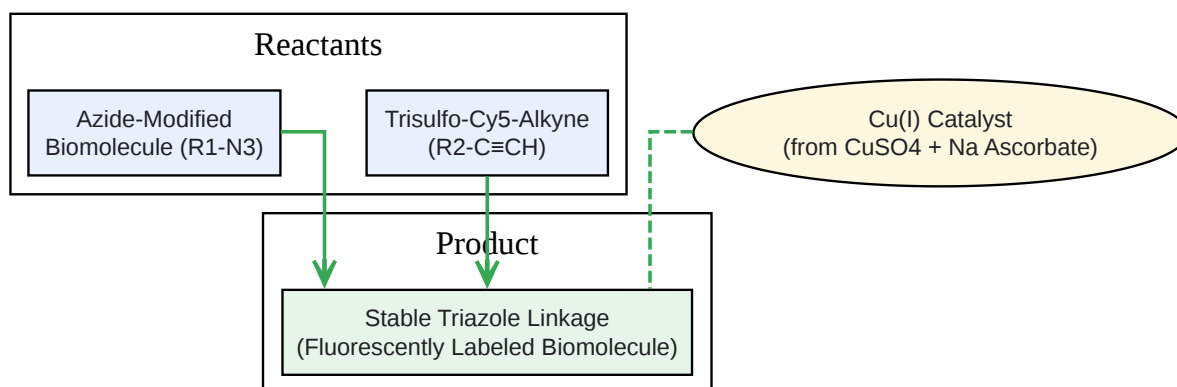 Reactants
Azide-Modified
Biomolecule (R1-N3)
Trisulfo-Cy5-Alkyne
(R2-C≡CH)
Cu(I) Catalyst
(from CuSO4 + Na Ascorbate)
Product
Stable Triazole Linkage
(Fluorescently Labeled Biomolecule)